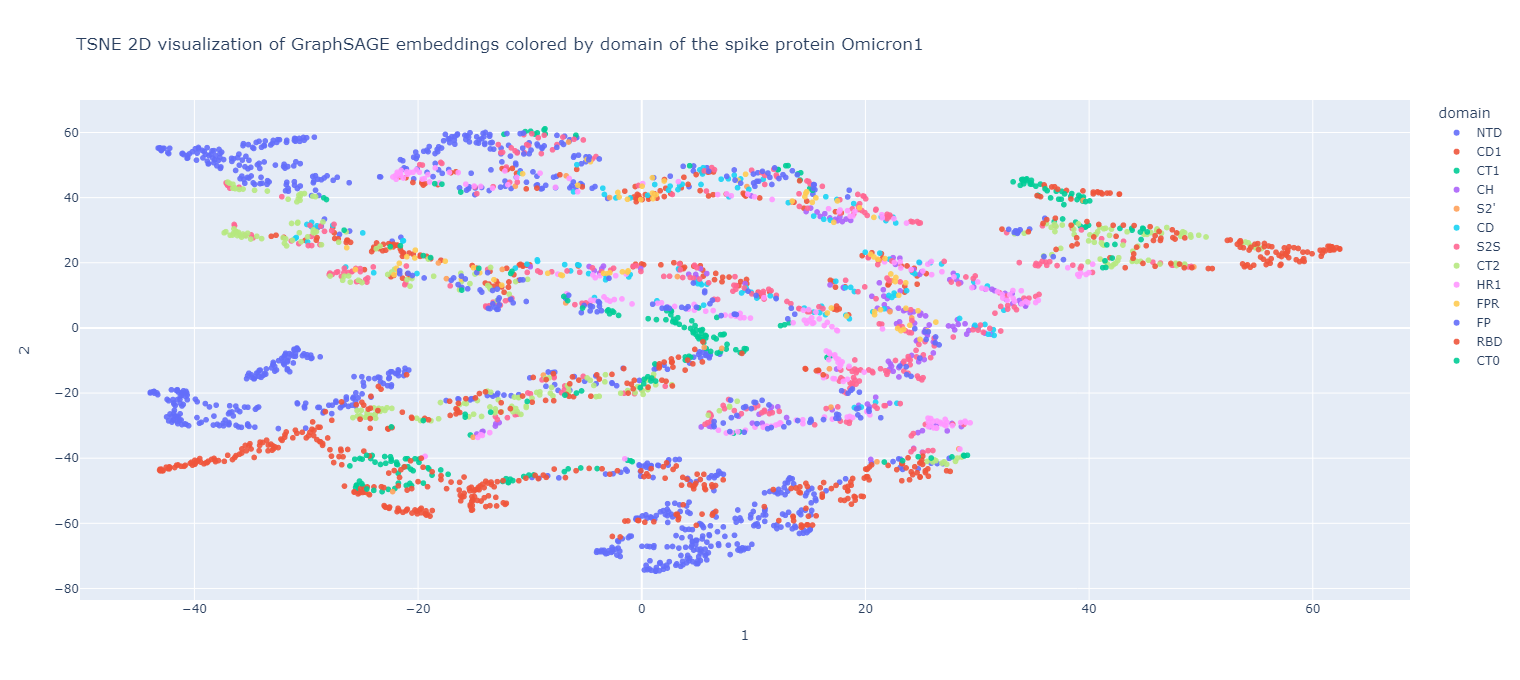 TSNE 2D visualization of GraphSAGE embeddings colored by domain of the spike protein Omicron1
domain
NTD
CD1
CT1
CH
S2'
CD
S2S
CT2
HR1
FPR
FP
RBD
CT0
60
40
20
0
−20
−40
−60
−80
2
−40
−20
0
20
40
60
1